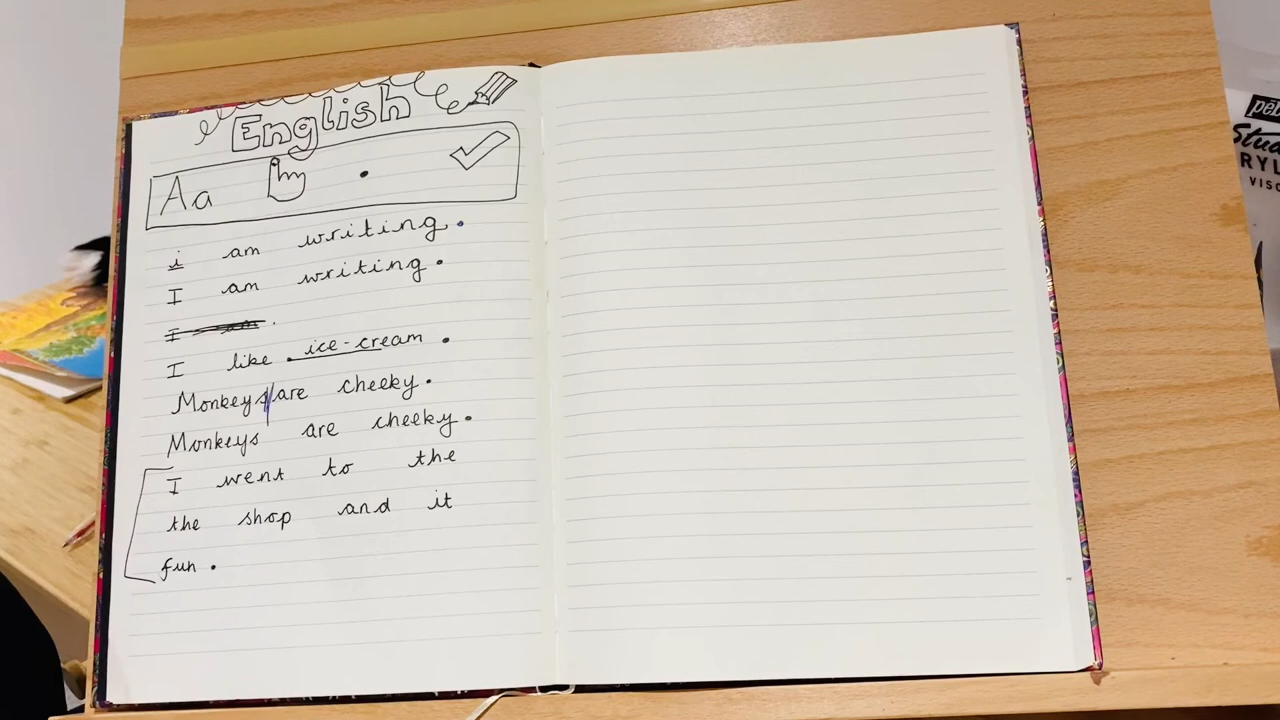 English
Aa .
i am writing.
I am writing.
I am.
I like ice-cream.
Monkeys are cheeky.
Monkeys are cheeky.
I went to the
the shop and it
fun.